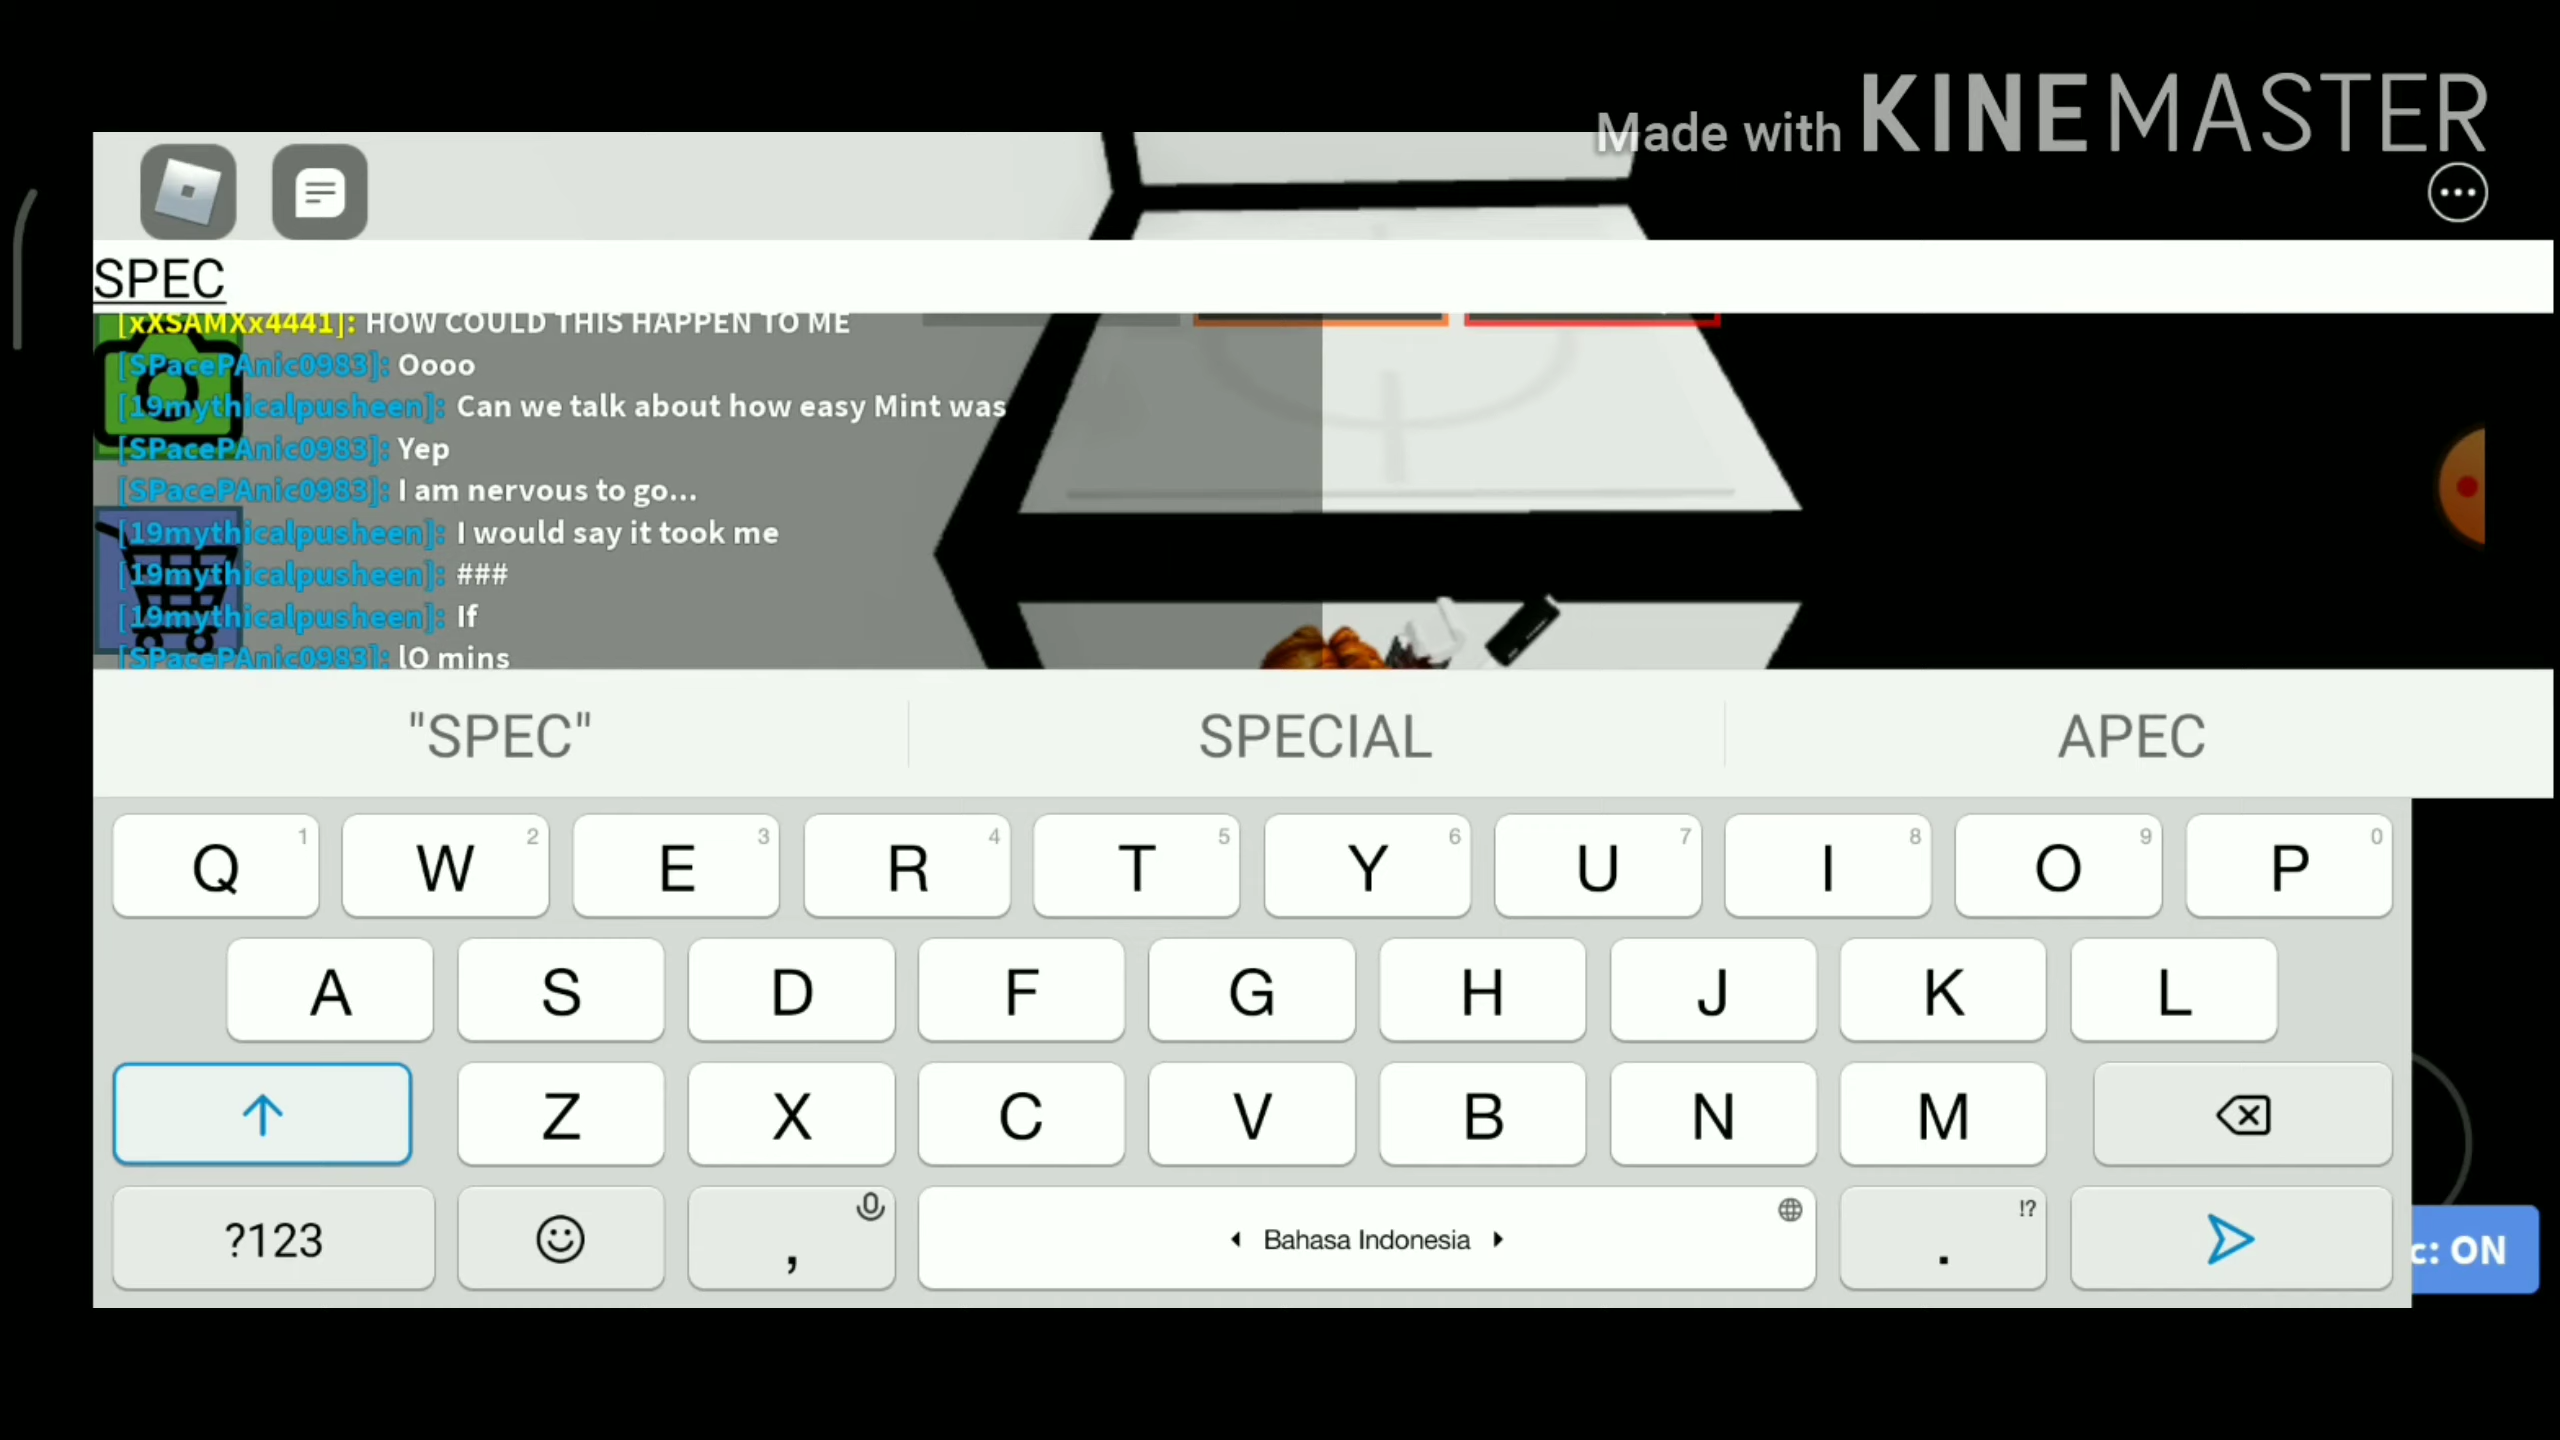 Made with KINEMASTER
SPEC
[xXSAMXx4441]: HOW COULD THIS HAPPEN TO ME
[SPacePAnic0983]: Oooo
[19mythicalpusheen]: Can we talk about how easy Mint was
[SPacePAnic0983]: Yep
[SPacePAnic0983]: I am nervous to go...
[19mythicalpusheen]: I would say it took me
[19mythicalpusheen]: ###
[19mythicalpusheen]: If
[SPacePAnic0983]: lO mins
"SPEC" SPECIAL APEC
Q 1 W 2 E 3 R 4 T 5 Y 6 U 7 I 8 O 9 P 0
A S D F G H J K L
Z X C V B N M
?123 , Bahasa Indonesia . !?
c: ON